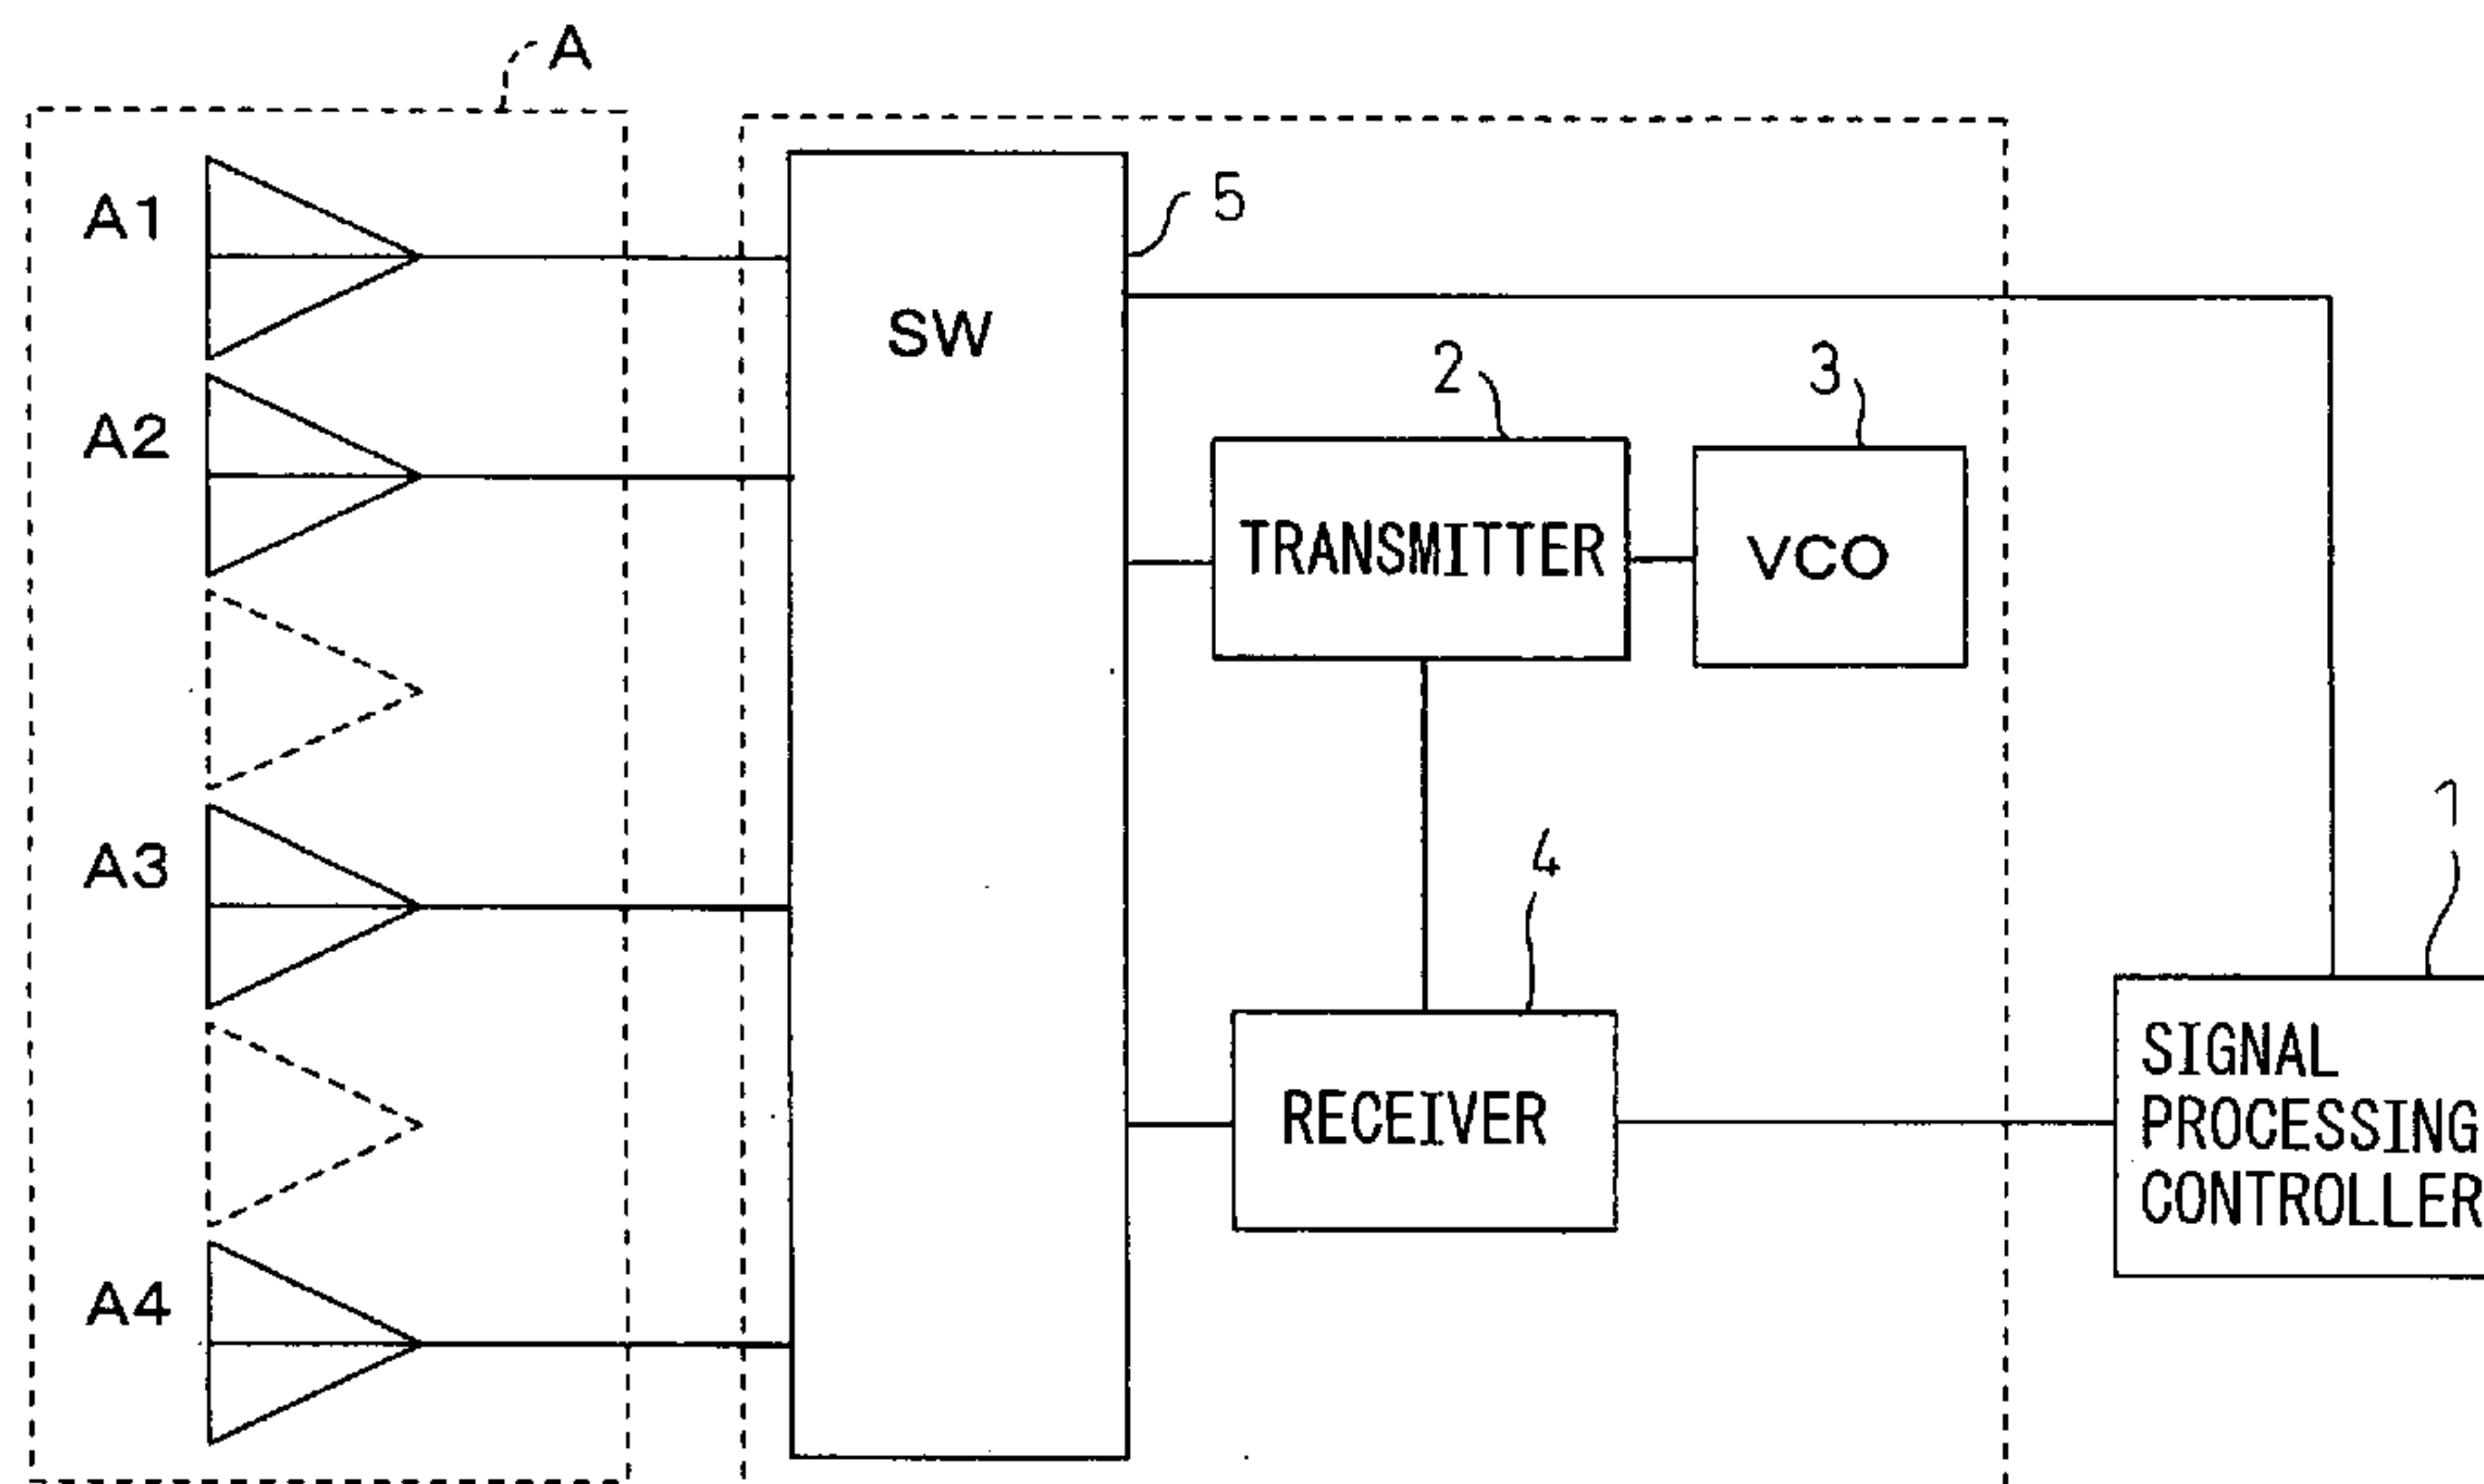 A
A1
5
SW
A2
2
3
TRANSMITTER
VCO
A3
4
1
RECEIVER
SIGNAL
PROCESSING
CONTROLLER
A4